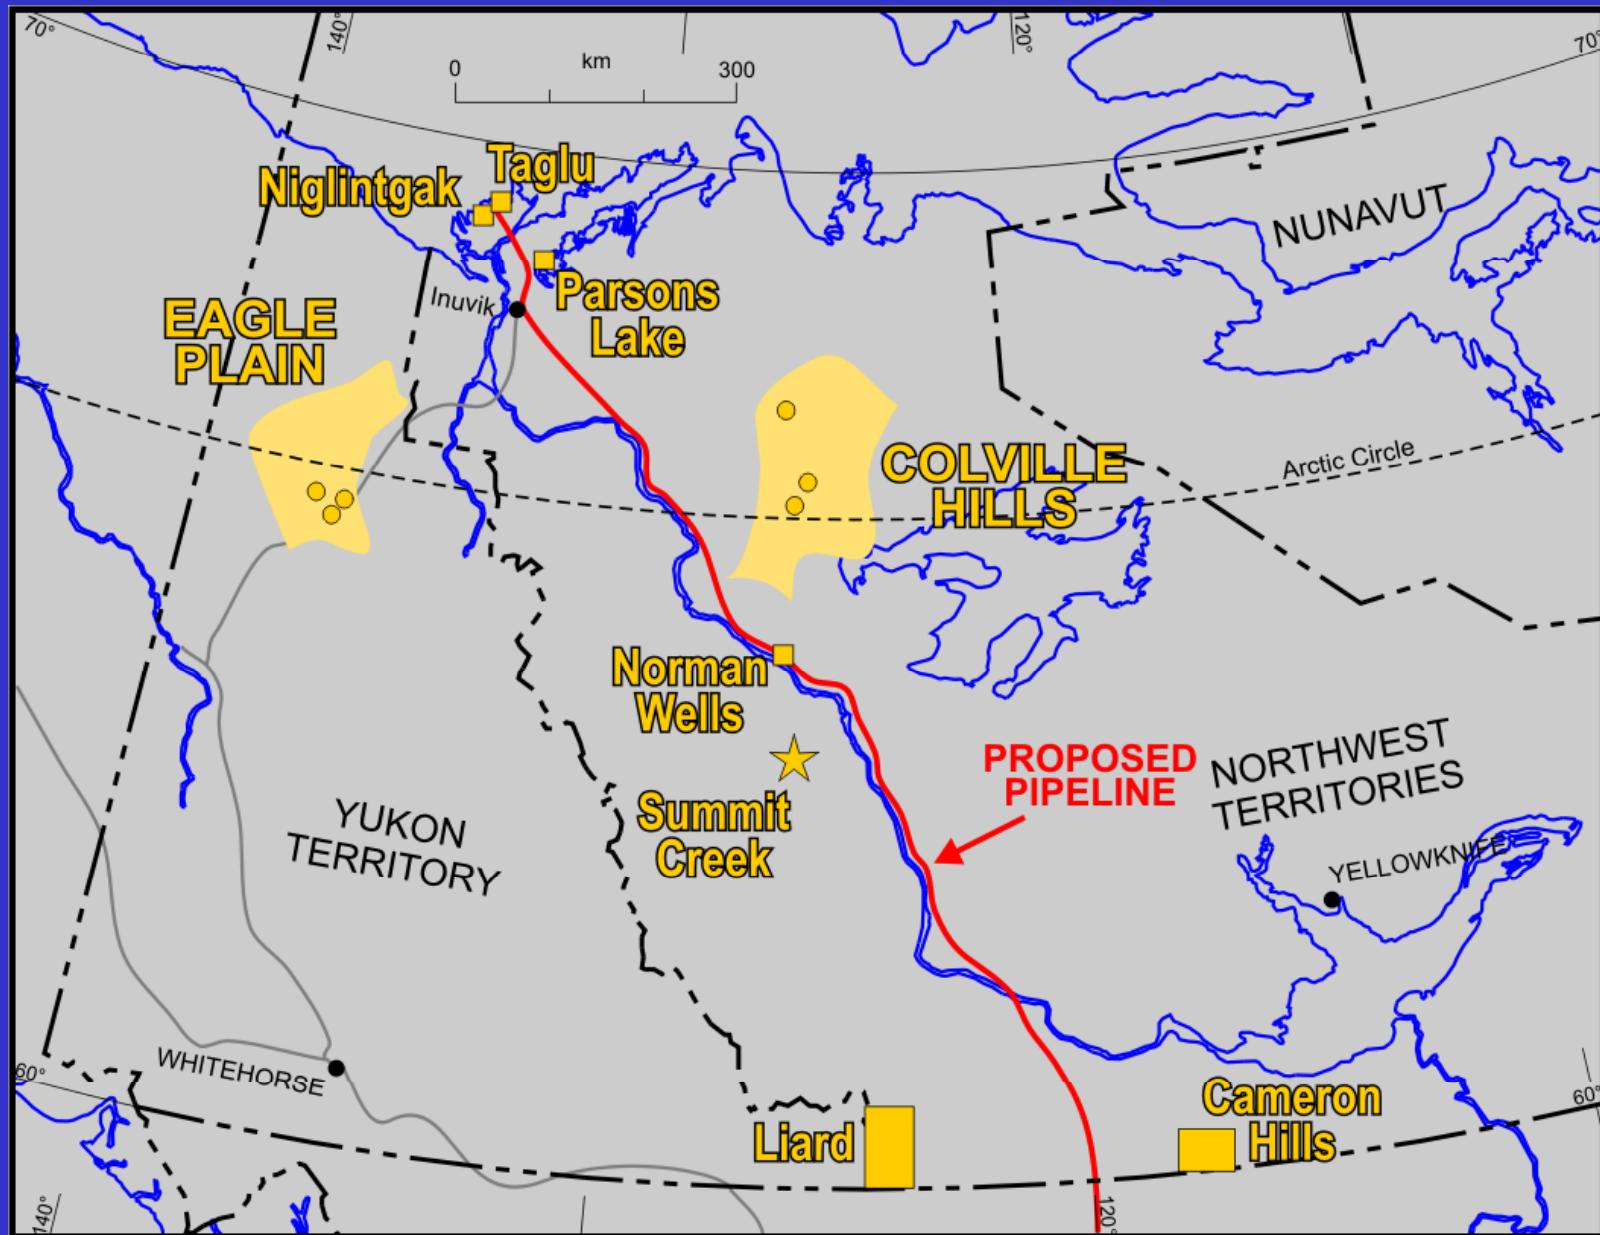 70°
140°
120°
70°
0
km
300
Taglu
Niglintgak
NUNAVUT
Inuvik
Parsons
Lake
EAGLE
PLAIN
COLVILLE
HILLS
Arctic Circle
Norman
Wells
PROPOSED
PIPELINE
NORTHWEST
TERRITORIES
Summit
Creek
YUKON
TERRITORY
YELLOWKNIFE
WHITEHORSE
60°
Cameron
Hills
60°
Liard
140°
120°